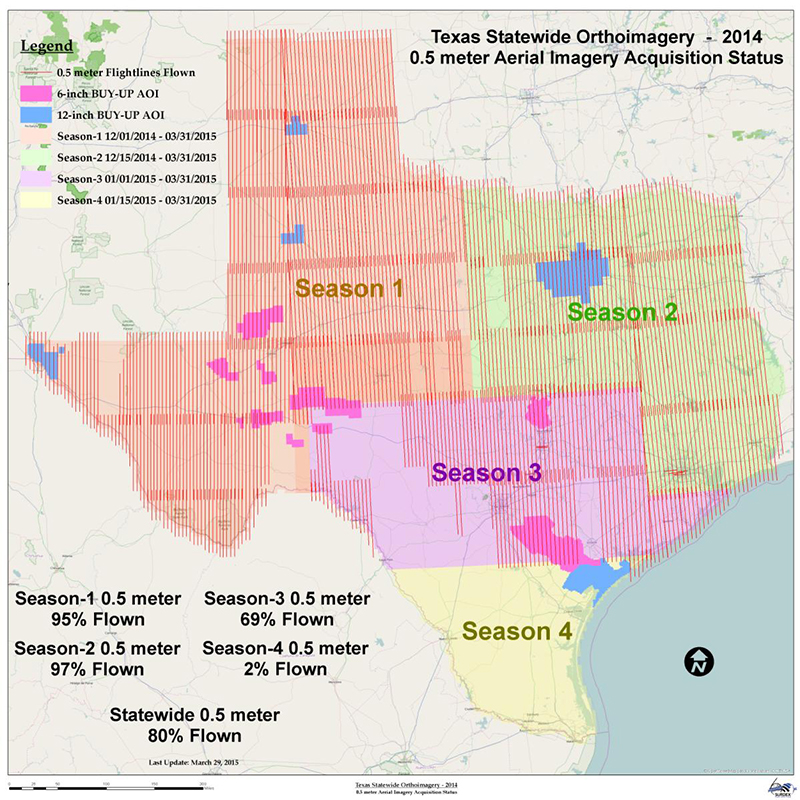 Texas Statewide Orthoimagery - 2014
0.5 meter Aerial Imagery Acquisition Status
Legend
0.5 meter Flightlines Flown
6-inch BUY-UP AOI
12-inch BUY-UP AOI
Season-1 12/01/2014 - 03/31/2015
Season-2 12/15/2014 - 03/31/2015
Season-3 01/01/2015 - 03/31/2015
Season-4 01/15/2015 - 03/31/2015
Season 1
Season 2
Season 3
Season 4
Season-1 0.5 meter
95% Flown
Season-3 0.5 meter
69% Flown
Season-2 0.5 meter
97% Flown
Season-4 0.5 meter
2% Flown
Statewide 0.5 meter
80% Flown
Last Update: March 29, 2015
N
Texas Statewide Orthoimagery - 2014
0.5 meter Aerial Imagery Acquisition Status
SURDEX